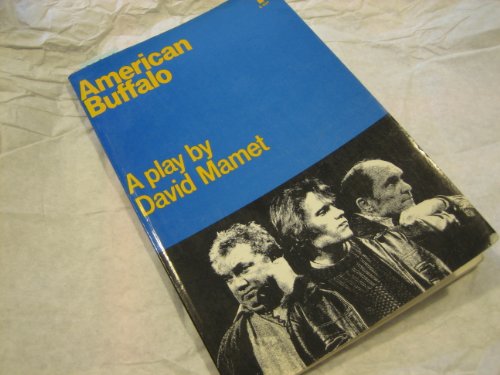 American
Buffalo
A play by
David Mamet